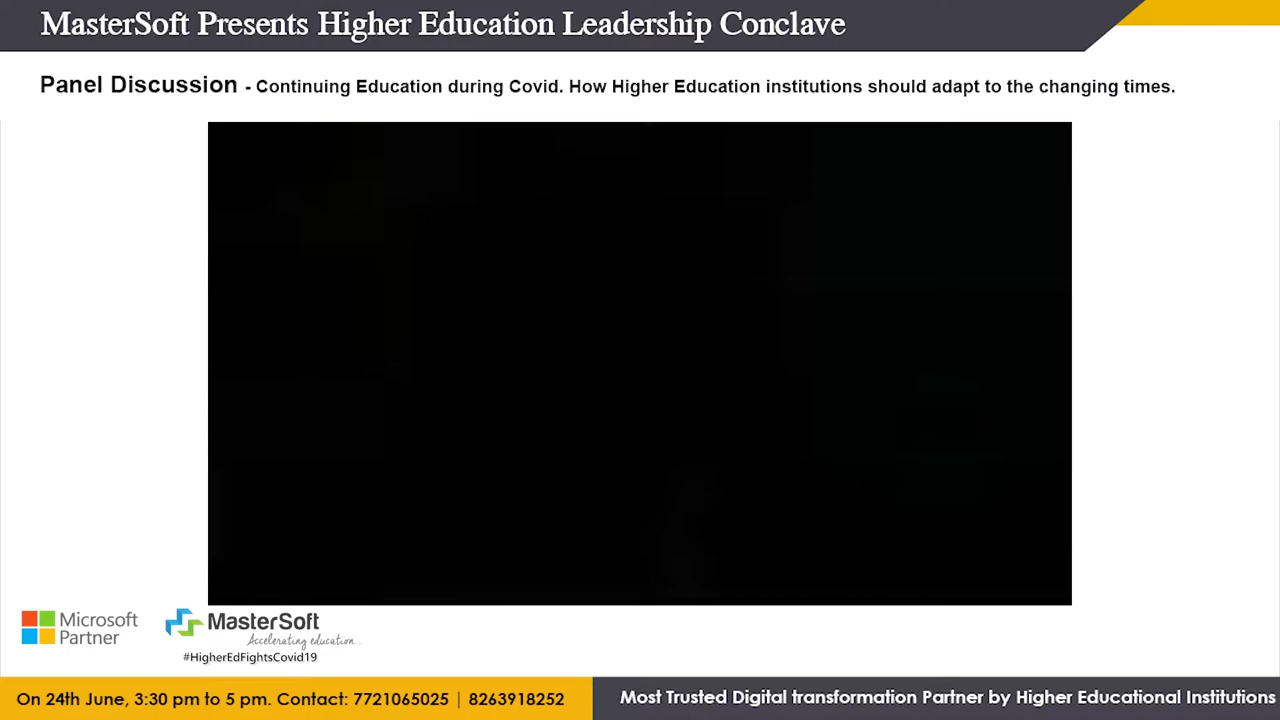 MasterSoft Presents Higher Education Leadership Conclave
Panel Discussion - Continuing Education during Covid. How Higher Education institutions should adapt to the changing times.
Microsoft
Partner
MasterSoft
Accelerating education...
#HigherEdFightsCovid19
On 24th June, 3:30 pm to 5 pm. Contact: 7721065025 | 8263918252
Most Trusted Digital transformation Partner by Higher Educational Institutions